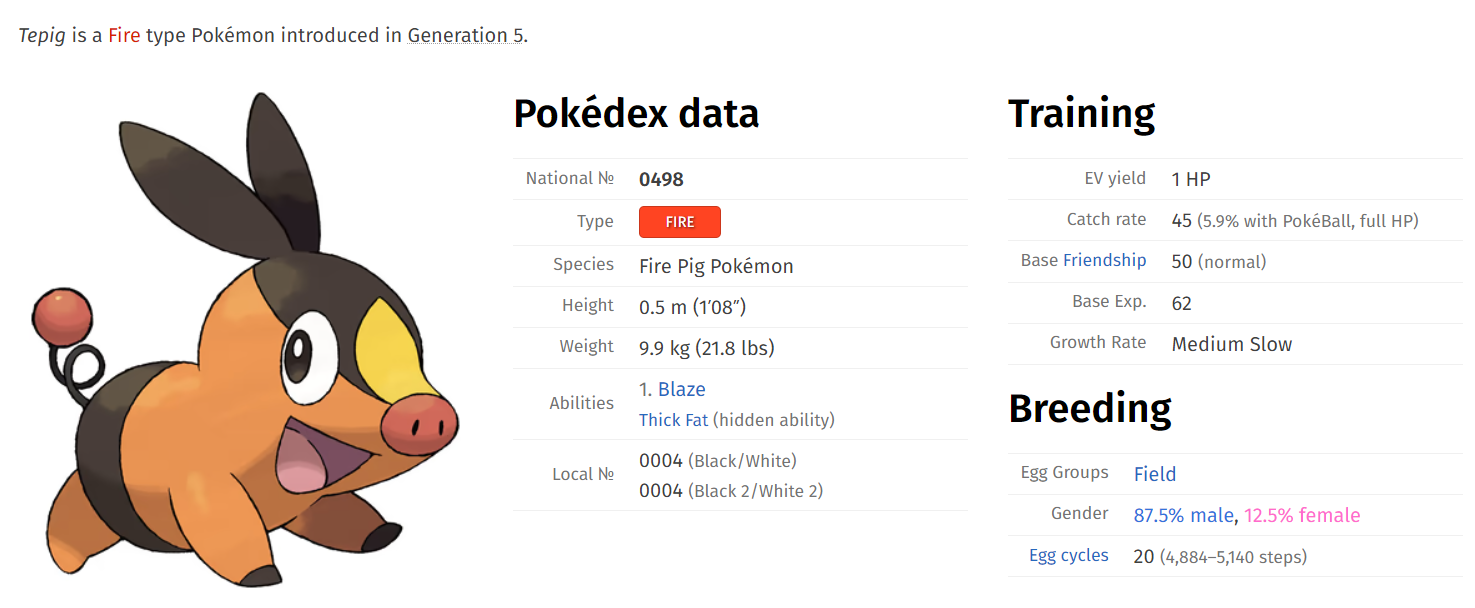 Tepig is a Fire type Pokémon introduced in Generation 5.
Pokédex data
National № 0498
Type FIRE
Species Fire Pig Pokémon
Height 0.5 m (1′08″)
Weight 9.9 kg (21.8 lbs)
Abilities 1. Blaze
Thick Fat (hidden ability)
Local № 0004 (Black/White)
0004 (Black 2/White 2)
Training
EV yield 1 HP
Catch rate 45 (5.9% with PokéBall, full HP)
Base Friendship 50 (normal)
Base Exp. 62
Growth Rate Medium Slow
Breeding
Egg Groups Field
Gender 87.5% male, 12.5% female
Egg cycles 20 (4,884–5,140 steps)